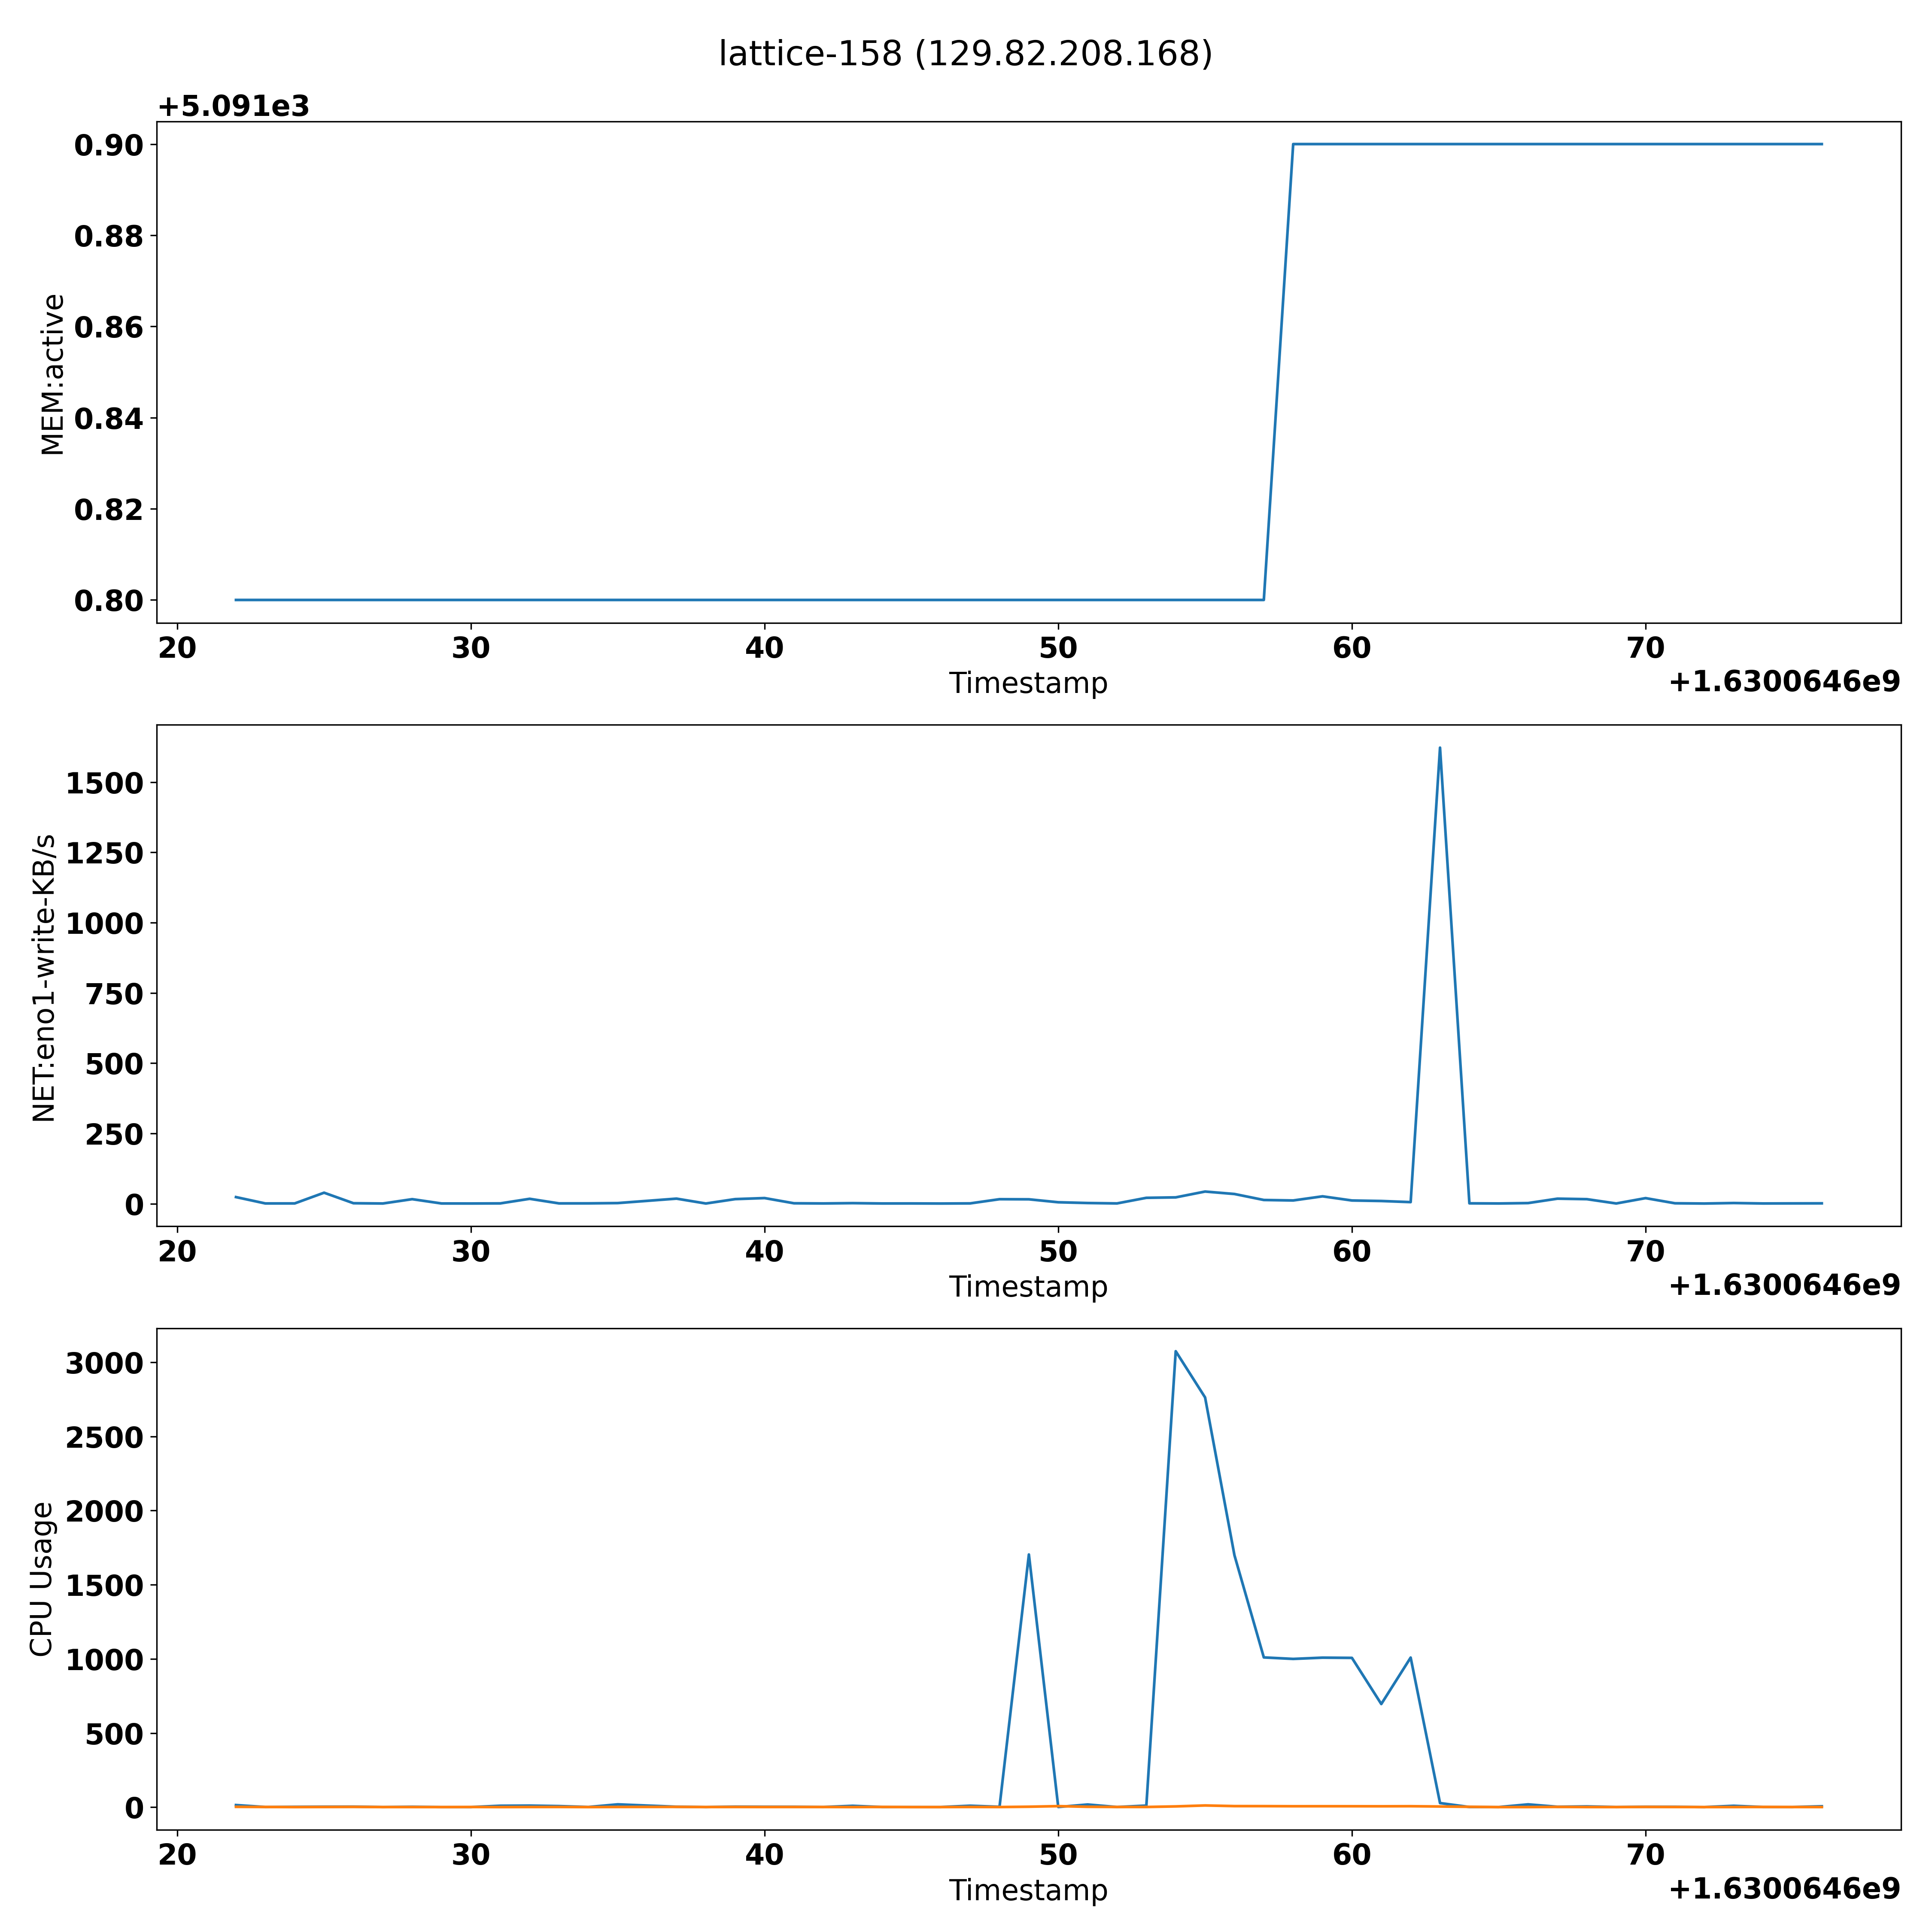 lattice-158 (129.82.208.168)
+5.091e3
0.90
0.88
0.86
0.84
0.82
0.80
MEM:active
20 30 40 50 60 70
Timestamp
+1.6300646e9
1500
1250
1000
750
500
250
0
NET:eno1-write-KB/s
20 30 40 50 60 70
Timestamp
+1.6300646e9
3000
2500
2000
1500
1000
500
0
CPU Usage
20 30 40 50 60 70
Timestamp
+1.6300646e9